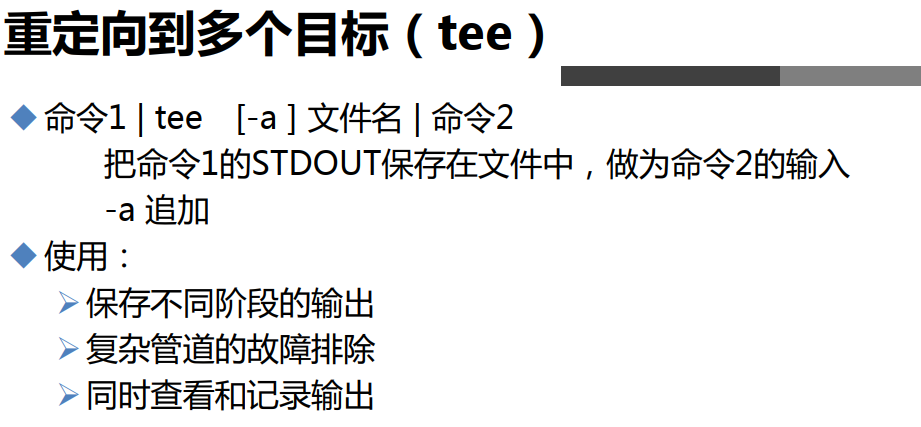 重定向到多个目标（tee）
命令1 | tee [-a ] 文件名 | 命令2
把命令1的STDOUT保存在文件中，做为命令2的输入
-a 追加
使用：
保存不同阶段的输出
复杂管道的故障排除
同时查看和记录输出